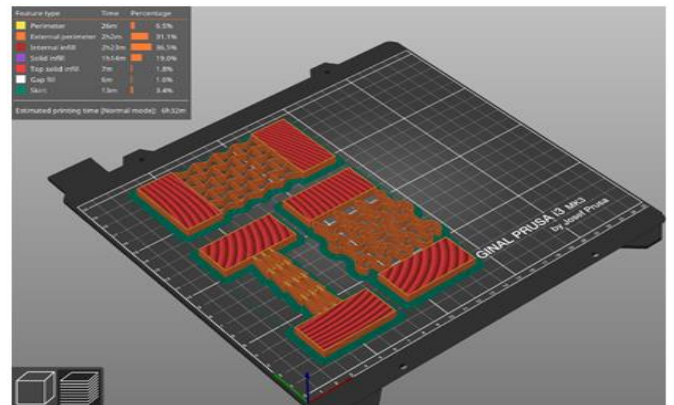 Feature type Time Percentage
Perimeter 26m 6.5%
External perimeter 2h2m 31.1%
Internal infill 2h23m 36.5%
Solid infill 1h14m 19.0%
Top solid infill 7m 1.8%
Gap fill 6m 1.6%
Skirt 13m 3.4%
Estimated printing time [Normal mode]: 6h32m
GINAL PRUSA i3 MK3
by Josef Prusa